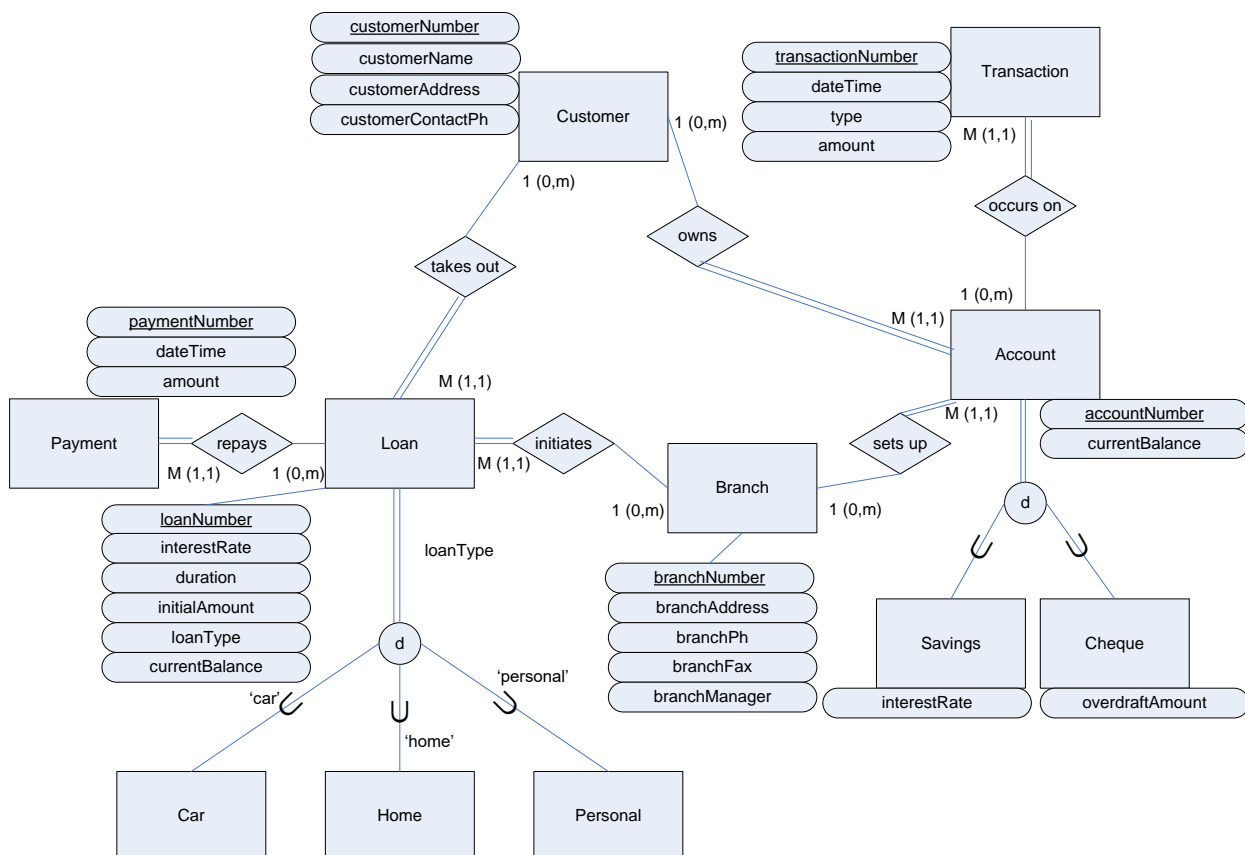 customerNumber
customerName
customerAddress
customerContactPh
Customer
1 (0,m)
1 (0,m)
transactionNumber
dateTime
type
amount
Transaction
M (1,1)
occurs on
1 (0,m)
owns
M (1,1)
takes out
M (1,1)
Account
accountNumber
currentBalance
M (1,1)
sets up
1 (0,m)
paymentNumber
dateTime
amount
Payment
M (1,1)
repays
1 (0,m)
Loan
M (1,1)
initiates
1 (0,m)
Branch
branchNumber
branchAddress
branchPh
branchFax
branchManager
loanNumber
interestRate
duration
initialAmount
loanType
currentBalance
loanType
d
‘car’
‘home’
‘personal’
Car
Home
Personal
d
Savings
interestRate
Cheque
overdraftAmount